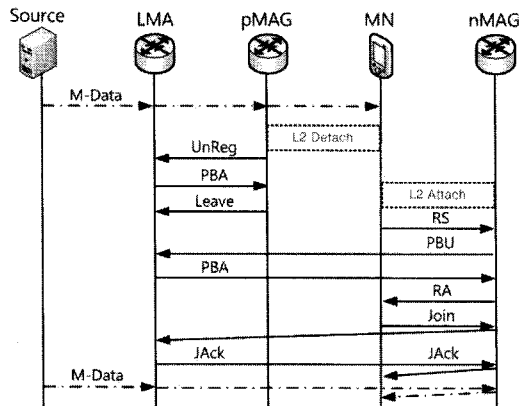 Source LMA pMAG MN nMAG
M-Data
L2 Detach
UnReg
PBA
L2 Attach
Leave
RS
PBU
PBA
RA
Join
JAck JAck
M-Data